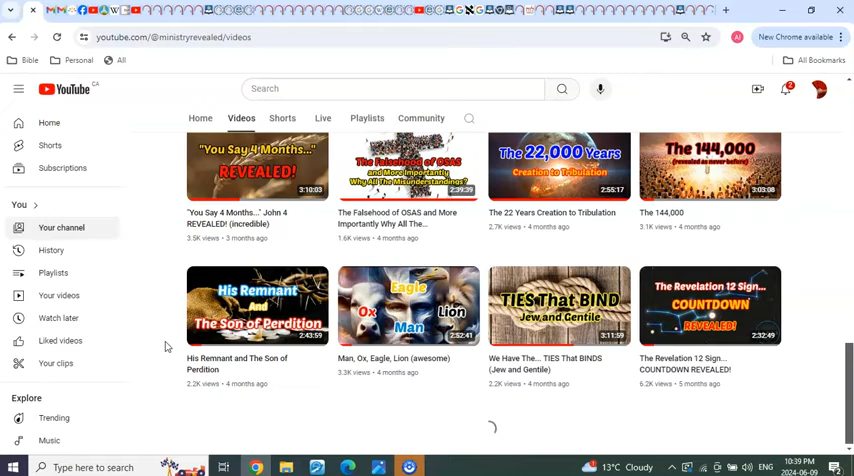 youtube.com/@ministryrevealed/videos
New Chrome available
Bible
Personal
All
All Bookmarks
YouTube CA
Search
2
Home
Videos
Shorts
Live
Playlists
Community
Home
Shorts
Subscriptions
You
Your channel
History
Playlists
Your videos
Watch later
Liked videos
Your clips
Explore
Trending
Music
"You Say 4 Months..."
REVEALED!
3:10:03
"You Say 4 Months..." John 4
REVEALED! (incredible)
3.5K views • 3 months ago
The Falsehood of OSAS
and More Importantly
Why All The Misunderstandings?
2:39:39
The Falsehood of OSAS and More
Importantly Why All The...
1.6K views • 4 months ago
The 22,000 Years
Creation to Tribulation
2:55:17
The 22 Years Creation to Tribulation
2.7K views • 4 months ago
The 144,000
(revealed as never before)
3:03:08
The 144,000
3.1K views • 4 months ago
His Remnant
And
The Son of Perdition
2:43:59
His Remnant and The Son of
Perdition
2.2K views • 4 months ago
Eagle
Ox
Lion
Man
2:52:41
Man, Ox, Eagle, Lion (awesome)
3.3K views • 4 months ago
TIES That BIND
Jew and Gentile
3:11:59
We Have The... TIES That BINDS
(Jew and Gentile)
2.2K views • 4 months ago
The Revelation 12 Sign...
COUNTDOWN
REVEALED!
2:32:49
The Revelation 12 Sign...
COUNTDOWN REVEALED!
6.2K views • 5 months ago
Type here to search
13°C Cloudy
ENG
10:39 PM
2024-06-09